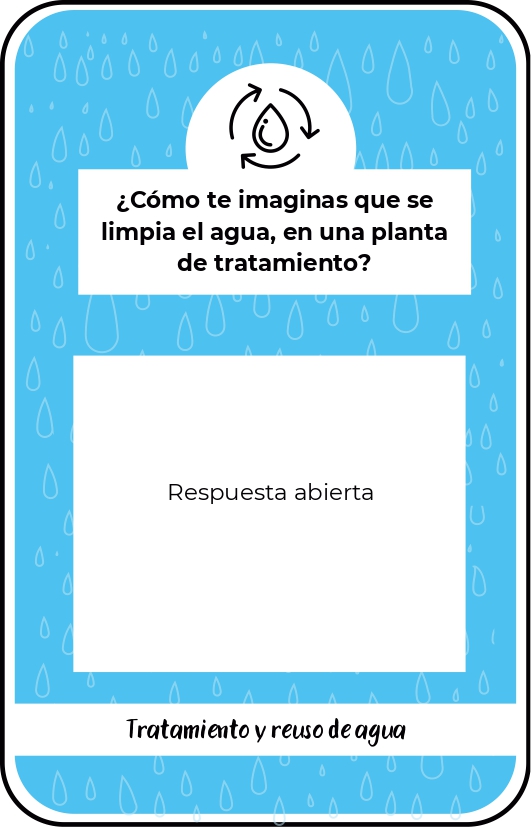 ¿Cómo te imaginas que se
limpia el agua, en una planta
de tratamiento?
Respuesta abierta
Tratamiento y reuso de agua